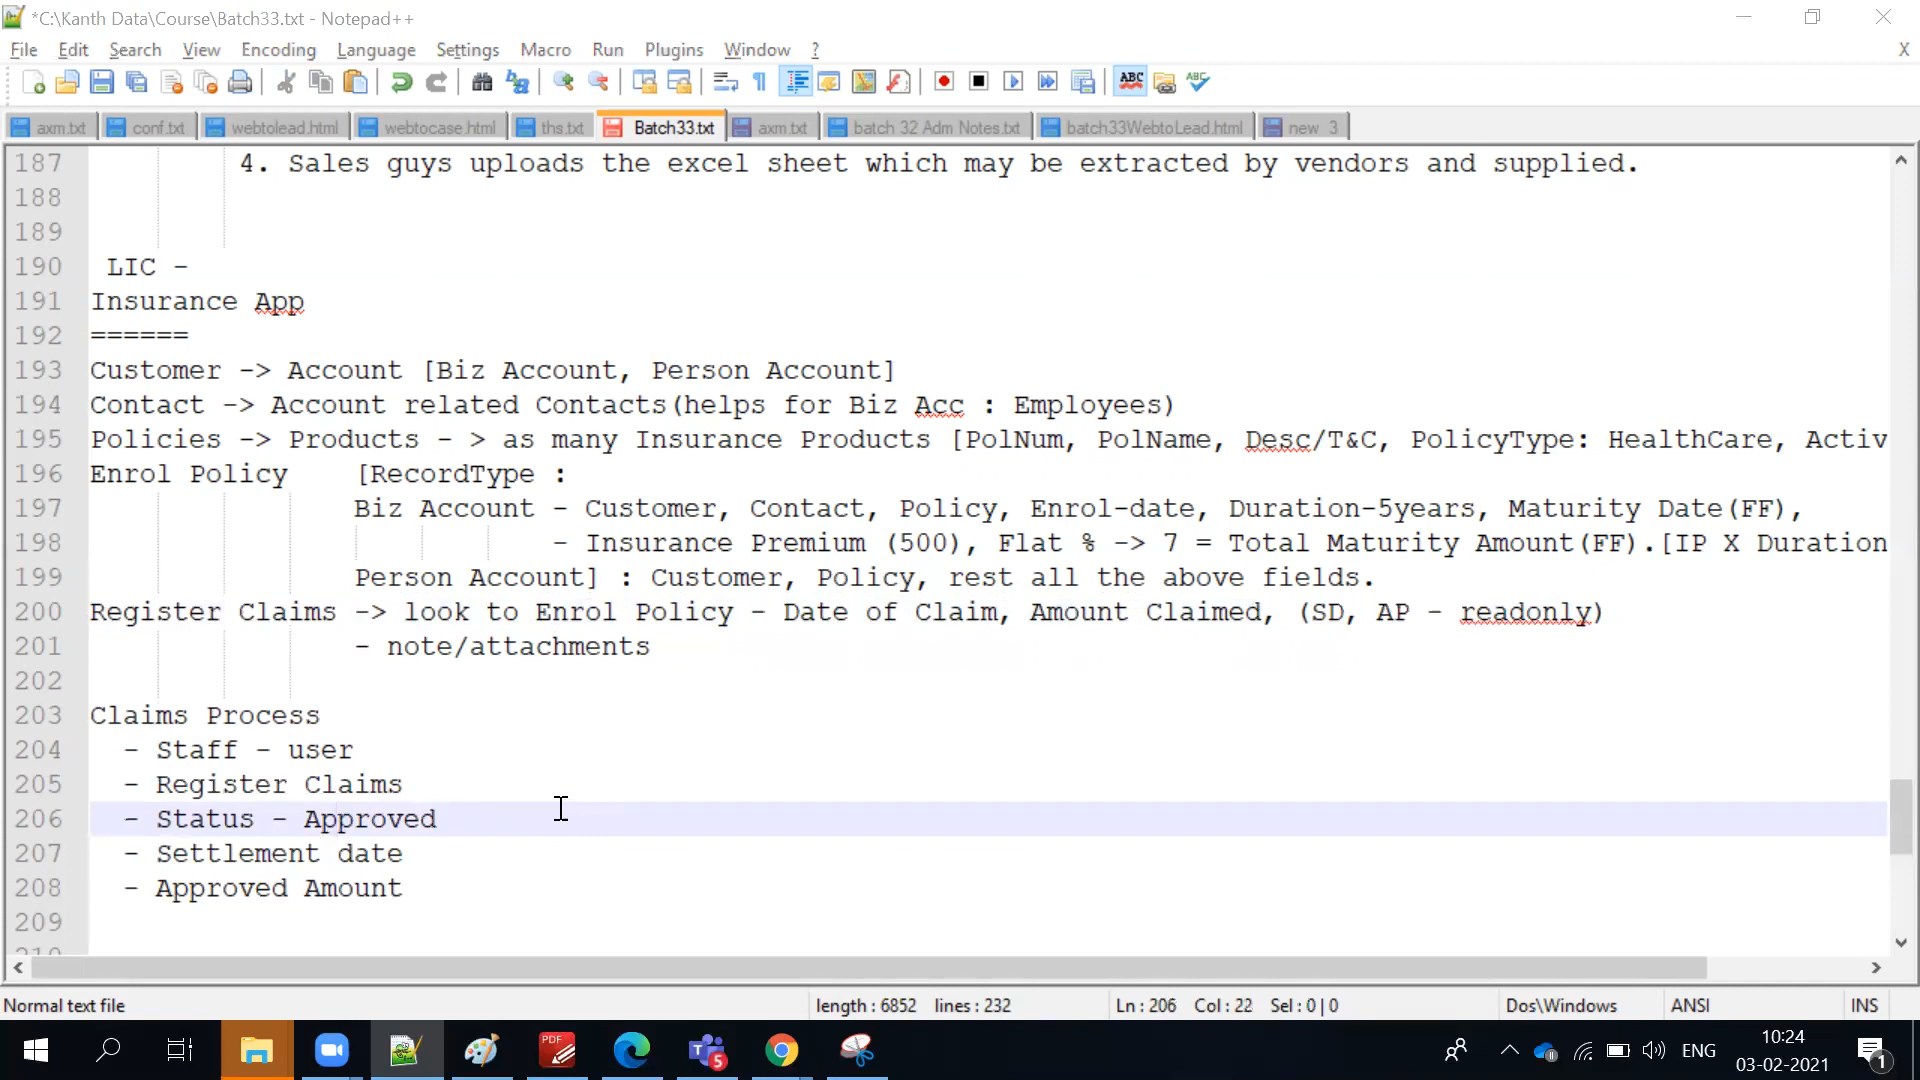 *C:\Kanth Data\Course\Batch33.txt - Notepad++
File Edit Search View Encoding Language Settings Macro Run Plugins Window ? X
axm.txt conf.txt webtolead.html webtocase.html ths.txt Batch33.txt axm.txt batch 32 Adm Notes.txt batch33WebtoLead.html new 3
187 4. Sales guys uploads the excel sheet which may be extracted by vendors and supplied.
188
189
190 LIC -
191 Insurance App
192 ======
193 Customer -> Account [Biz Account, Person Account]
194 Contact -> Account related Contacts(helps for Biz Acc : Employees)
195 Policies -> Products - > as many Insurance Products [PolNum, PolName, Desc/T&C, PolicyType: HealthCare, Activ
196 Enrol Policy [RecordType :
197 Biz Account - Customer, Contact, Policy, Enrol-date, Duration-5years, Maturity Date(FF),
198 - Insurance Premium (500), Flat % -> 7 = Total Maturity Amount(FF).[IP X Duration
199 Person Account] : Customer, Policy, rest all the above fields.
200 Register Claims -> look to Enrol Policy - Date of Claim, Amount Claimed, (SD, AP - readonly)
201 - note/attachments
202
203 Claims Process
204 - Staff - user
205 - Register Claims
206 - Status - Approved
207 - Settlement date
208 - Approved Amount
209
210
Normal text file length : 6852 lines : 232 Ln : 206 Col : 22 Sel : 0 | 0 Dos\Windows ANSI INS
PDF 5 ENG 10:24 1
03-02-2021